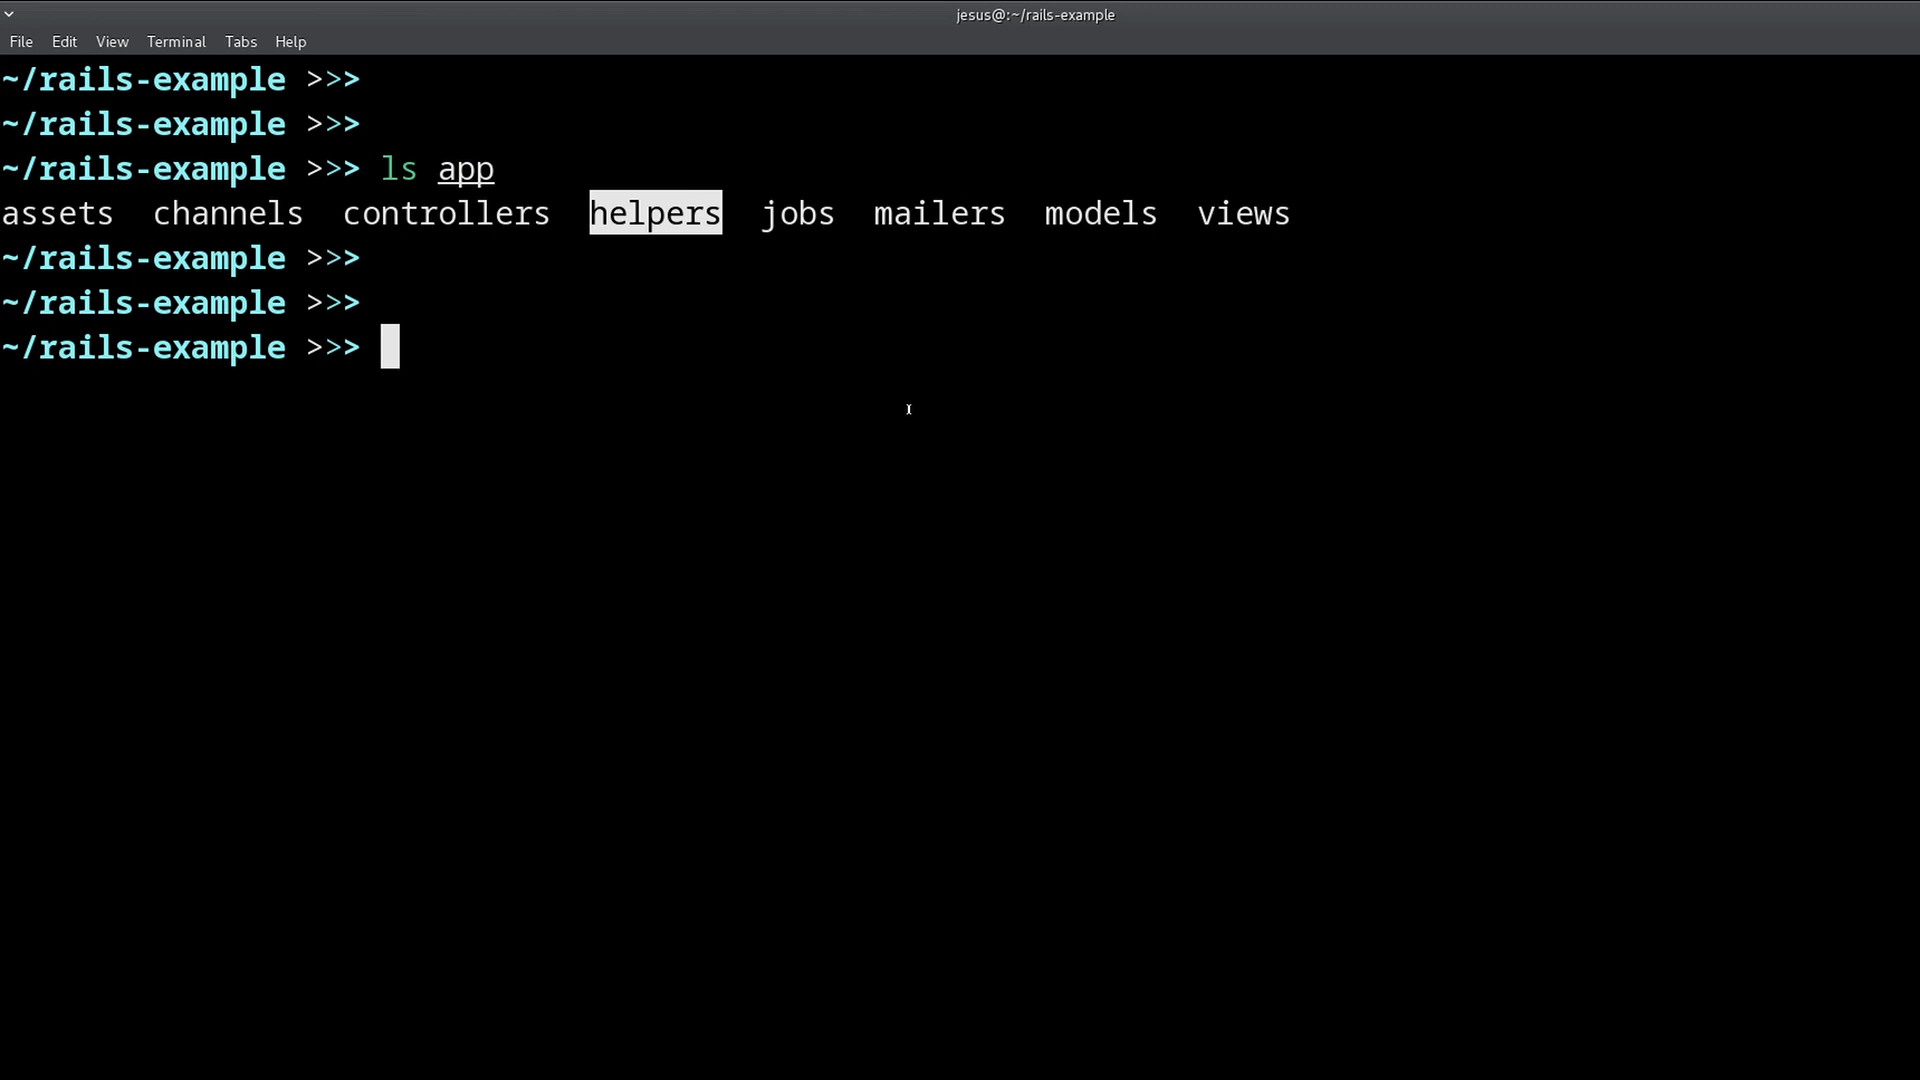 jesus@:~/rails-example
File Edit View Terminal Tabs Help
~/rails-example >>>
~/rails-example >>>
~/rails-example >>> ls app
assets channels controllers helpers jobs mailers models views
~/rails-example >>>
~/rails-example >>>
~/rails-example >>>